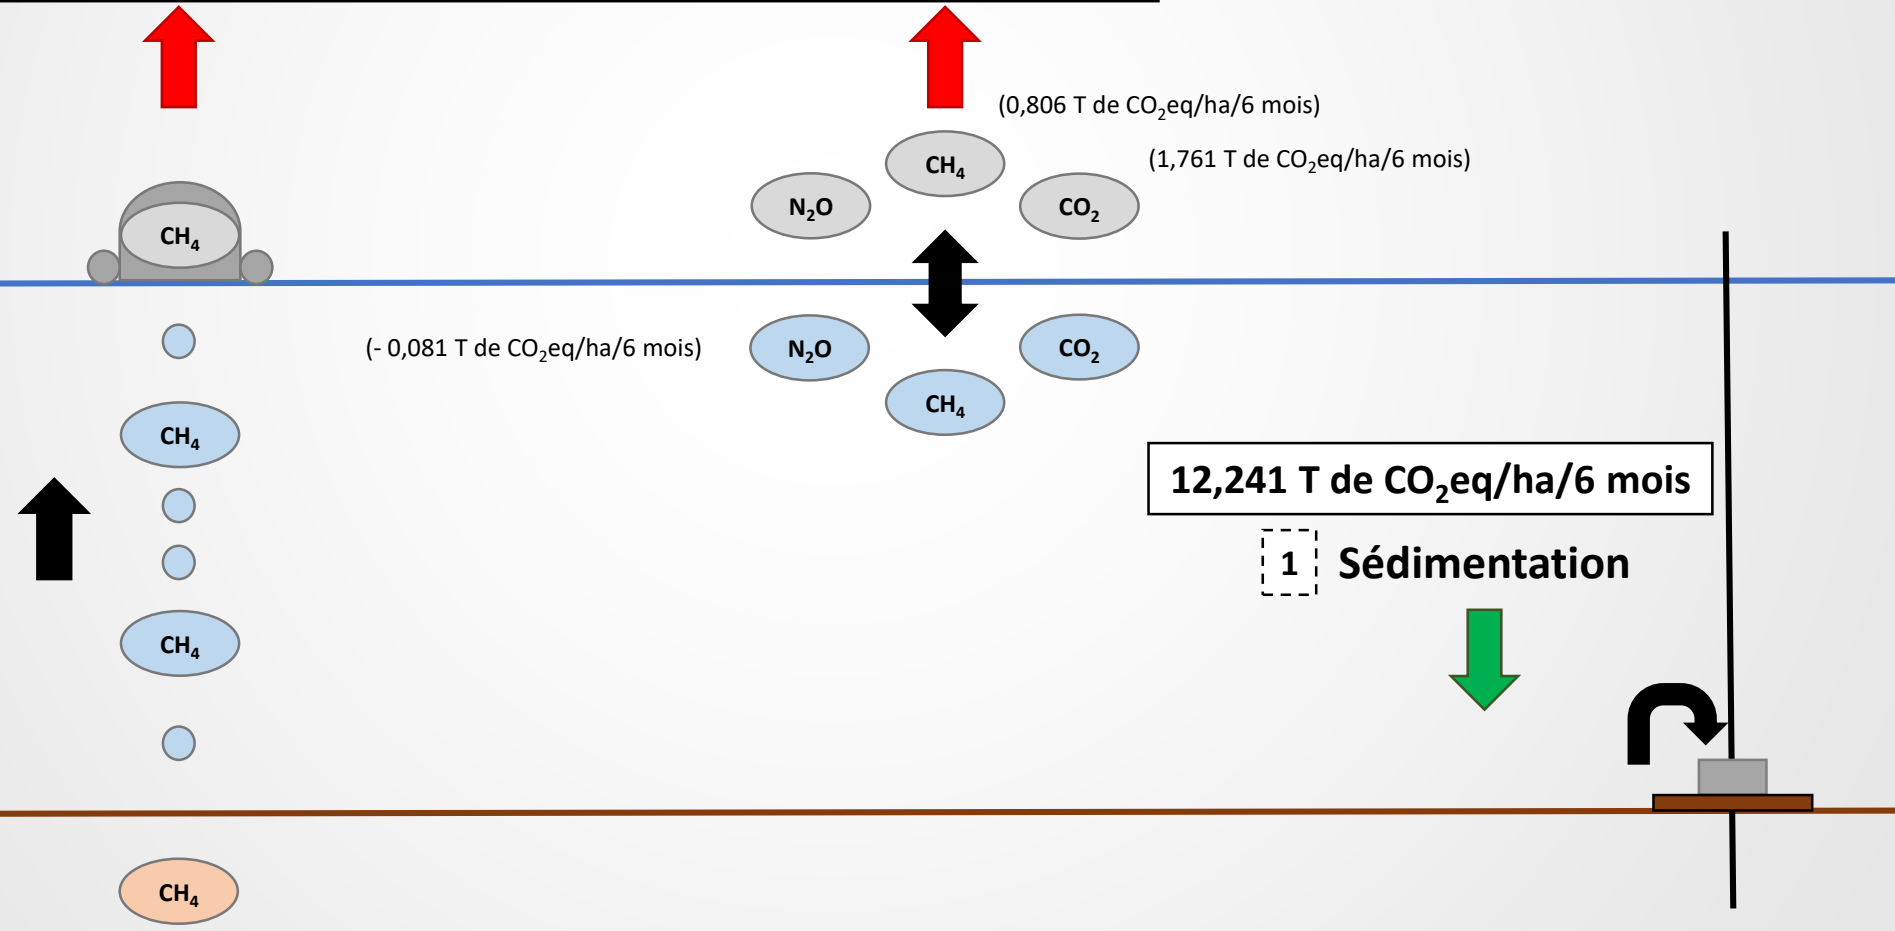 (0,806 T de CO₂eq/ha/6 mois)
CH₄
(1,761 T de CO₂eq/ha/6 mois)
N₂O
CO₂
CH₄
(- 0,081 T de CO₂eq/ha/6 mois)
N₂O
CO₂
CH₄
CH₄
12,241 T de CO₂eq/ha/6 mois
1 Sédimentation
CH₄
CH₄